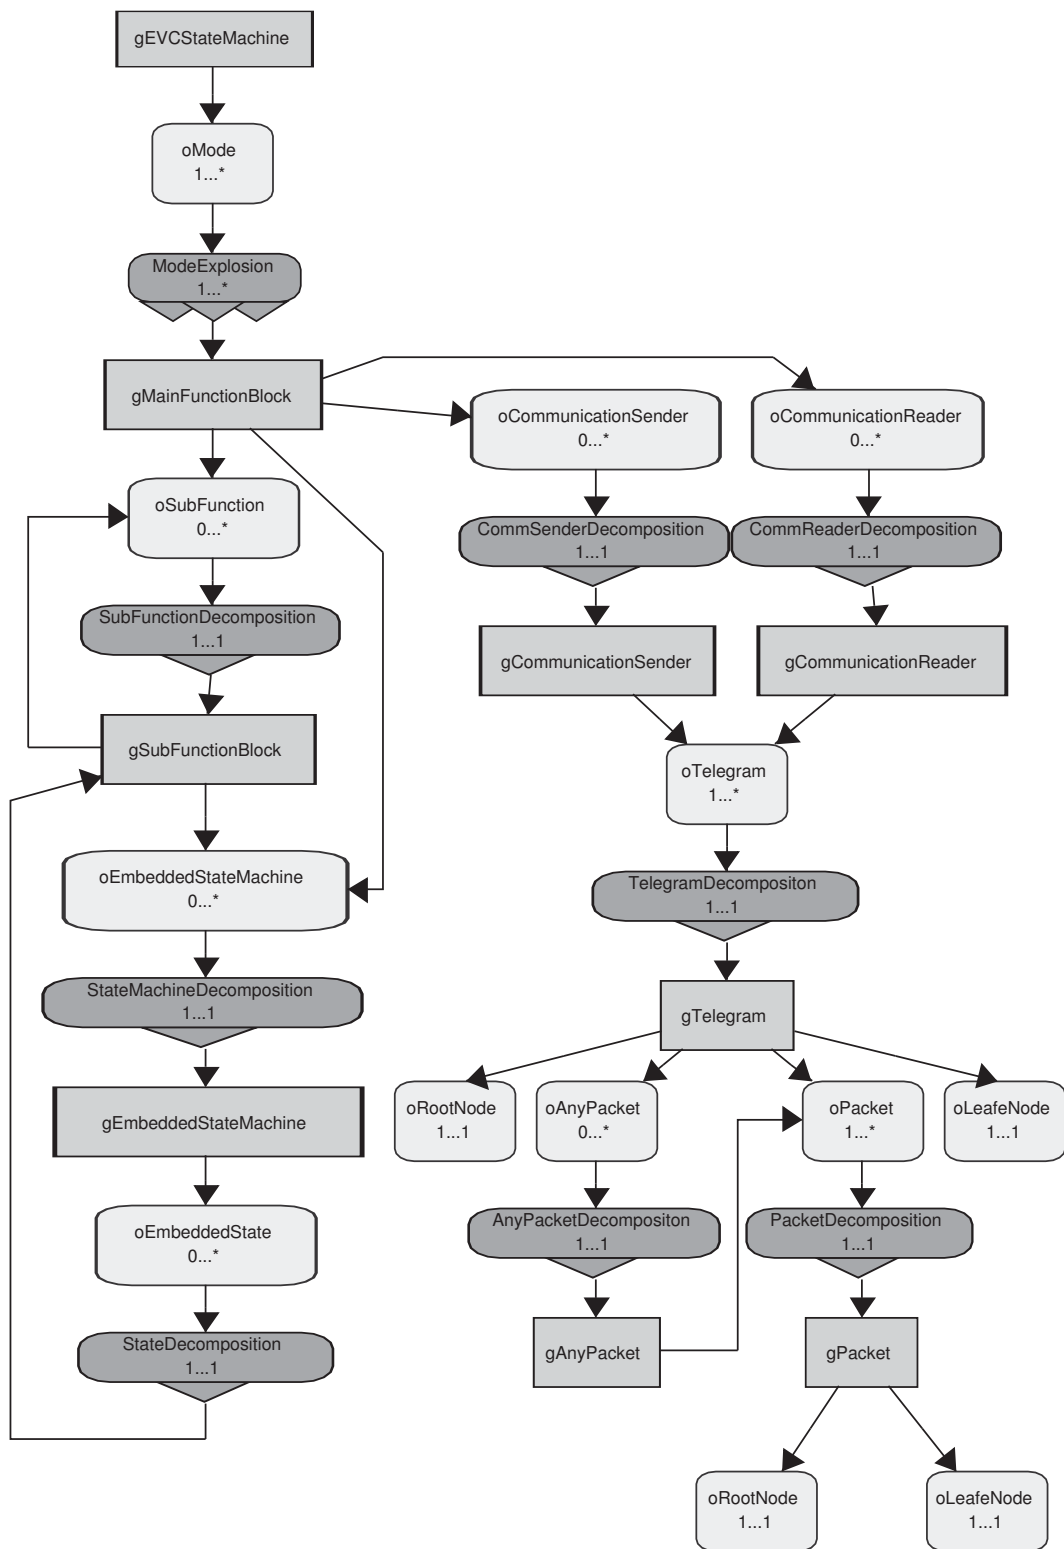 gEVCStateMachine
oMode
1...*
ModeExplosion
1...*
gMainFunctionBlock
oCommunicationSender
0...*
oCommunicationReader
0...*
oSubFunction
0...*
CommSenderDecomposition
1...1
CommReaderDecomposition
1...1
SubFunctionDecomposition
1...1
gCommunicationSender
gCommunicationReader
gSubFunctionBlock
oTelegram
1...*
oEmbeddedStateMachine
0...*
TelegramDecompositon
1...1
StateMachineDecomposition
1...1
gTelegram
gEmbeddedStateMachine
oRootNode
1...1
oAnyPacket
0...*
oPacket
1...*
oLeafeNode
1...1
oEmbeddedState
0...*
AnyPacketDecompositon
1...1
PacketDecomposition
1...1
StateDecomposition
1...1
gAnyPacket
gPacket
oRootNode
1...1
oLeafeNode
1...1